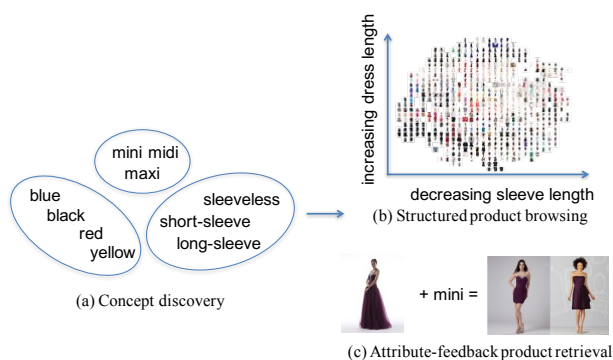 mini midi
maxi
blue
black
red
yellow
sleeveless
short-sleeve
long-sleeve
(a) Concept discovery
increasing dress length
decreasing sleeve length
(b) Structured product browsing
+ mini =
(c) Attribute-feedback product retrieval